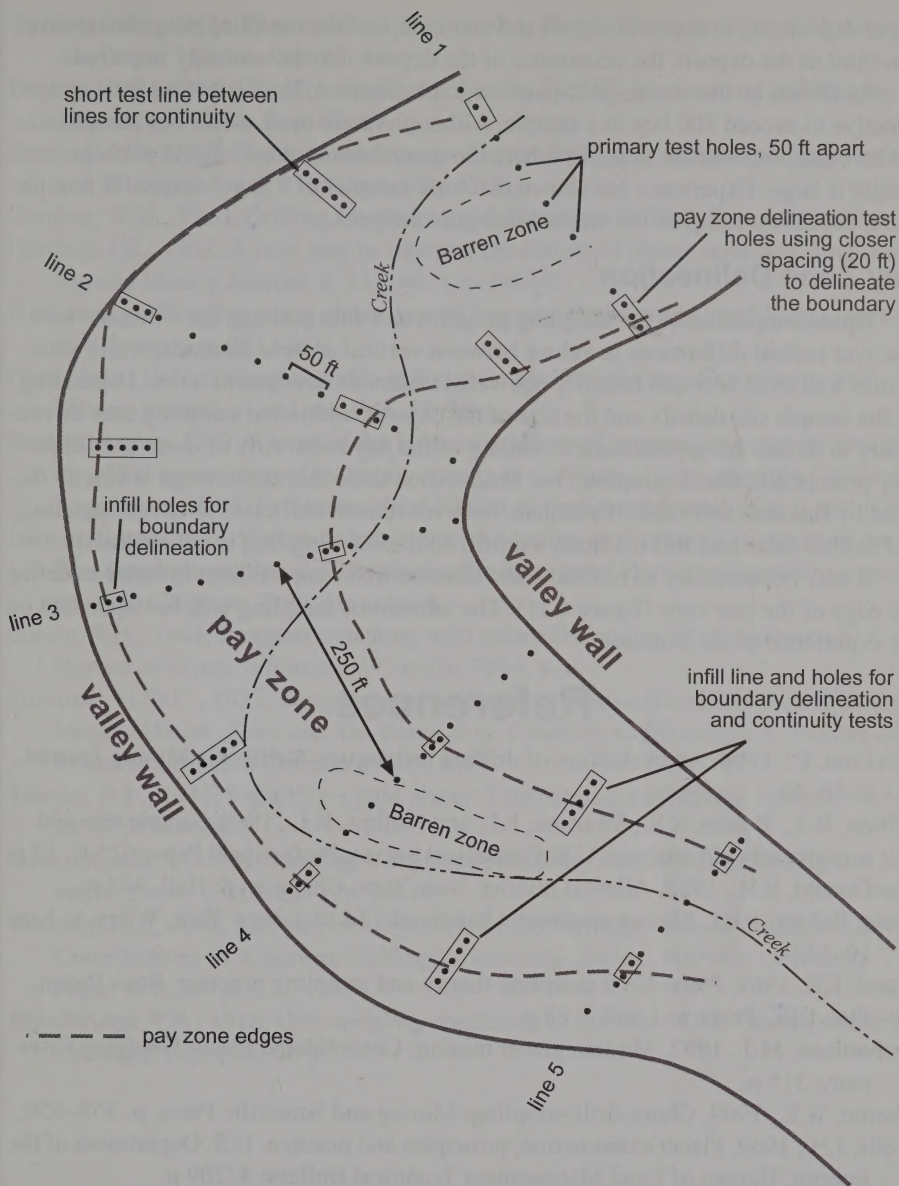 line 1
short test line between
lines for continuity
primary test holes, 50 ft apart
Barren zone
pay zone delineation test
holes using closer
spacing (20 ft)
to delineate
the boundary
line 2
Creek
50 ft
infill holes for
boundary
delineation
line 3
valley wall
pay
zone
250 ft
valley wall
infill line and holes for
boundary delineation
and continuity tests
Barren zone
line 4
Creek
pay zone edges
line 5